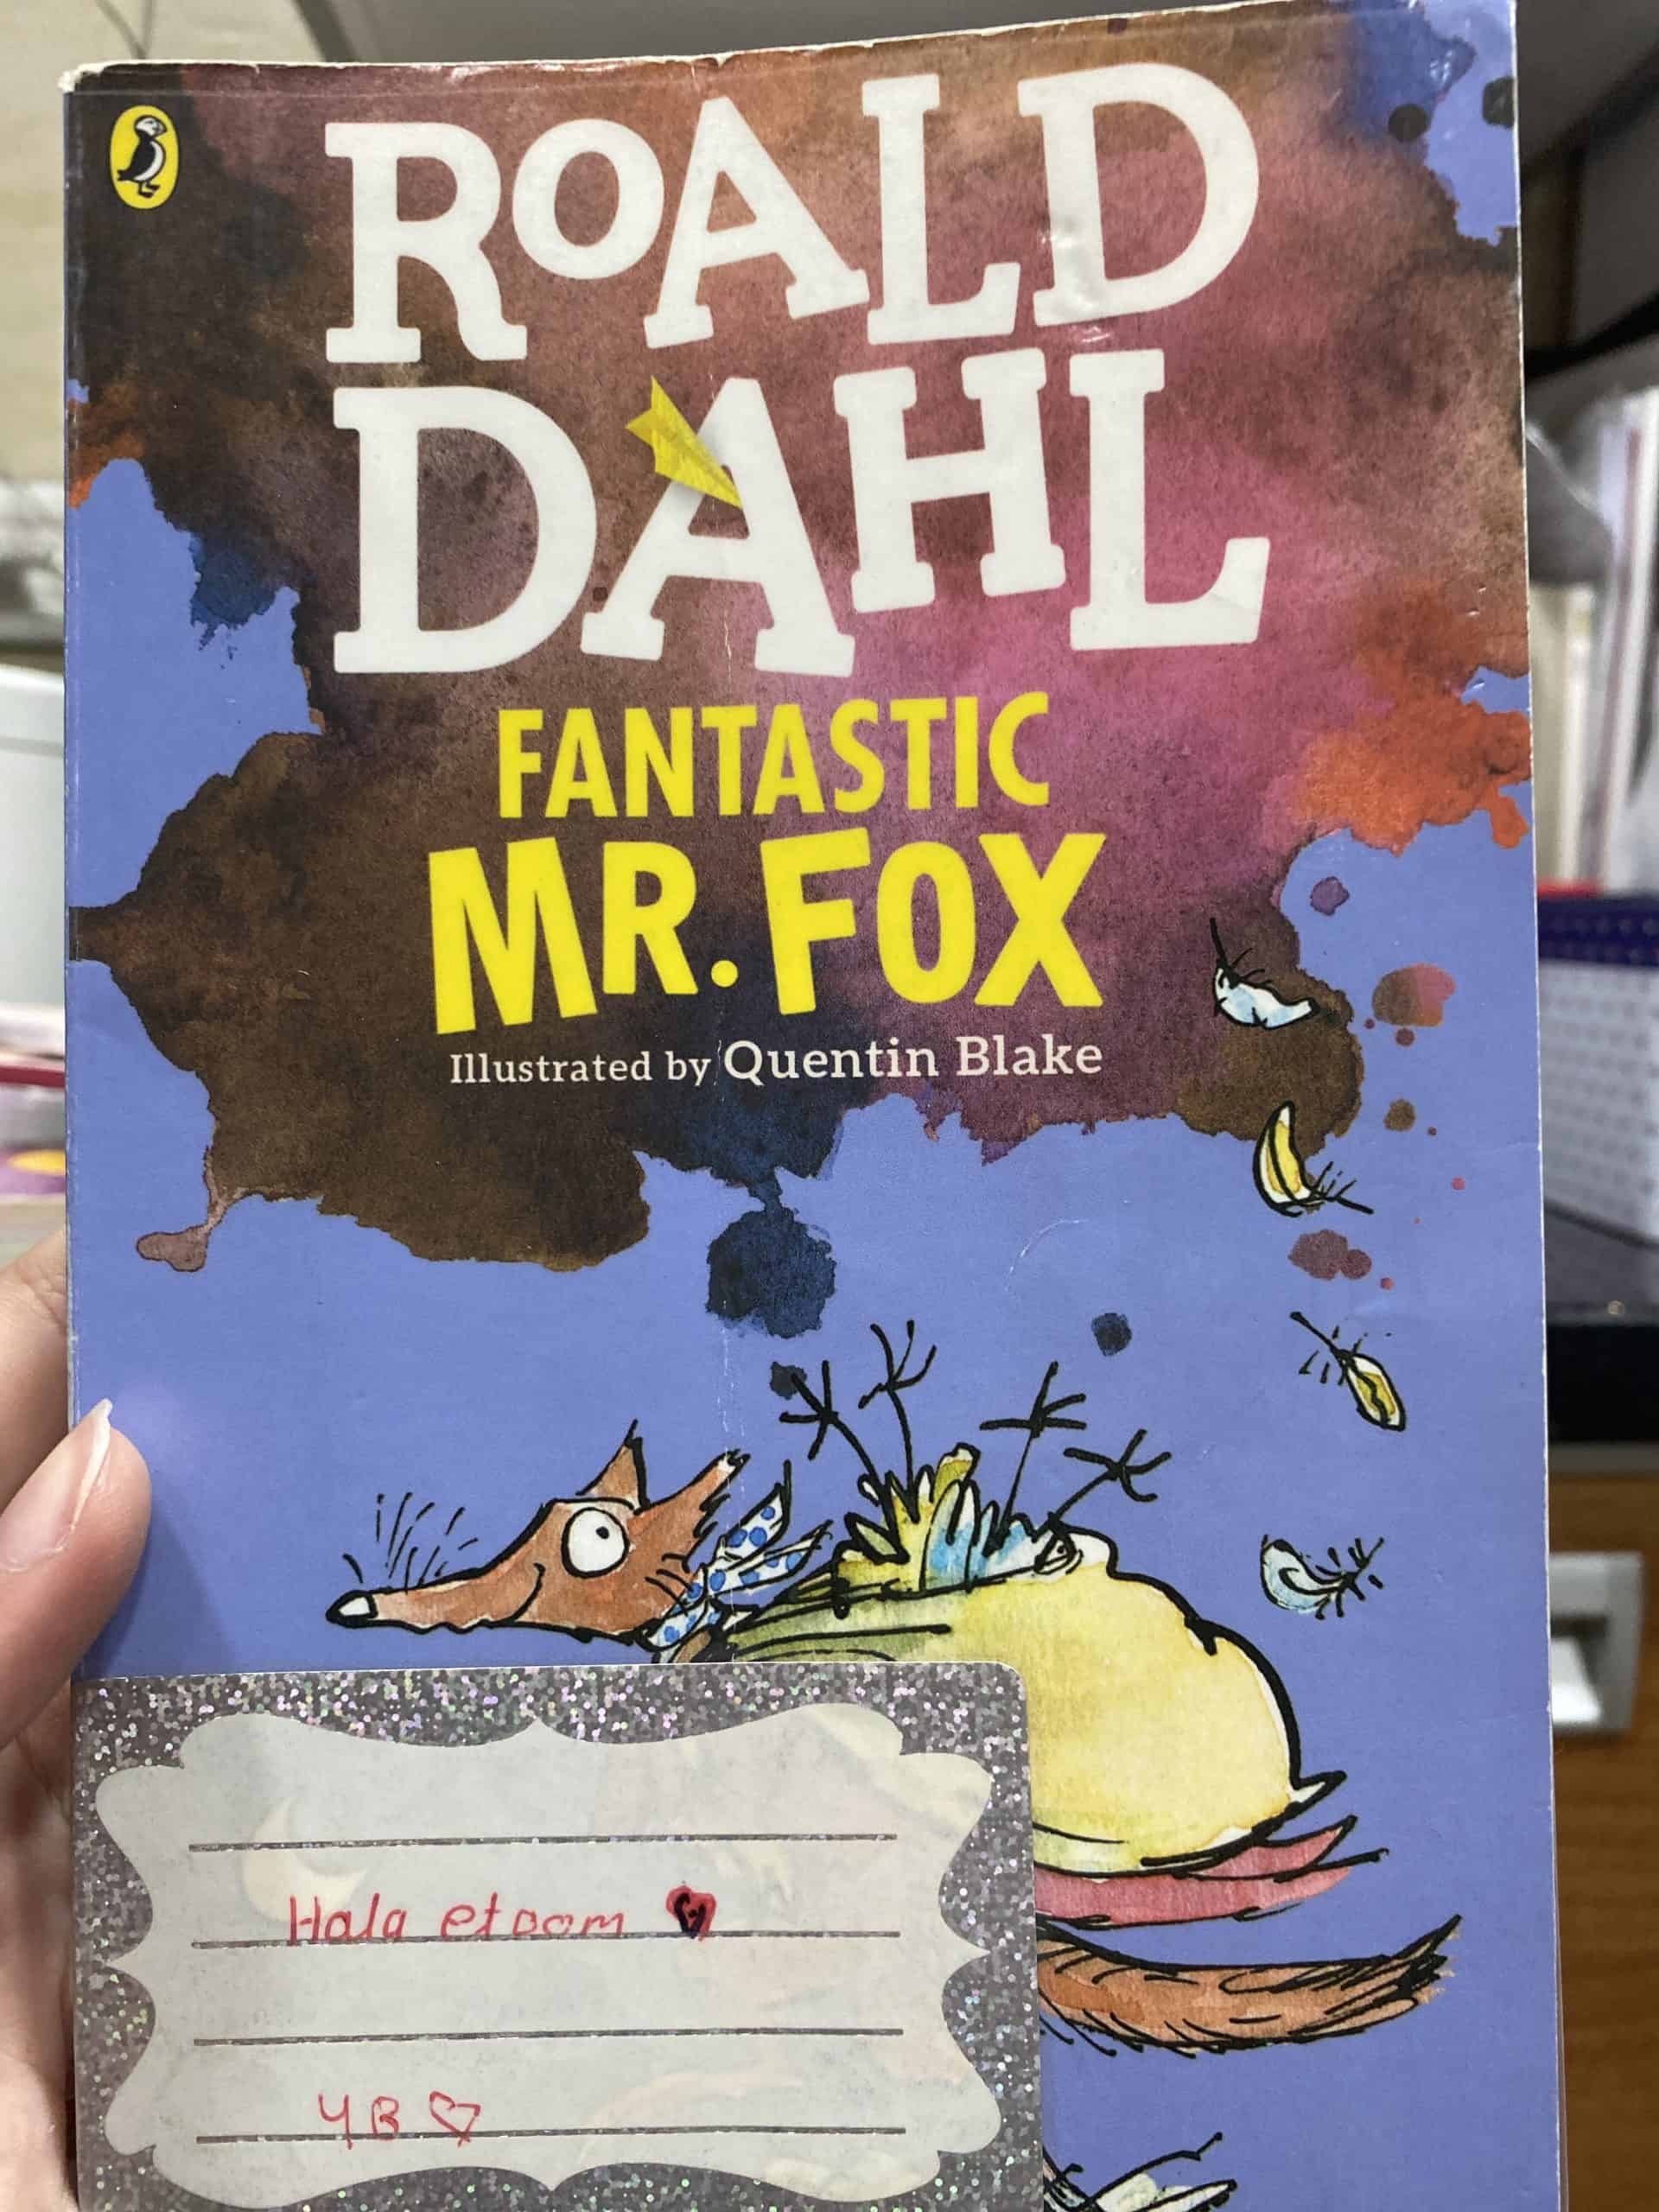 ROALD
DAHL
FANTASTIC
MR. FOX
Illustrated by Quentin Blake
Hala etoom
4B